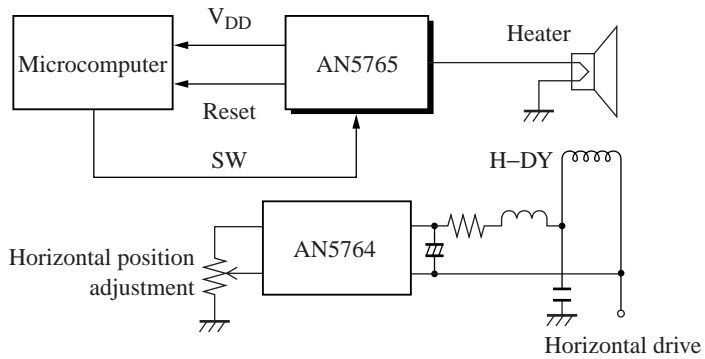 V_DD
Microcomputer
AN5765
Heater
Reset
SW
H–DY
AN5764
Horizontal position
adjustment
Horizontal drive